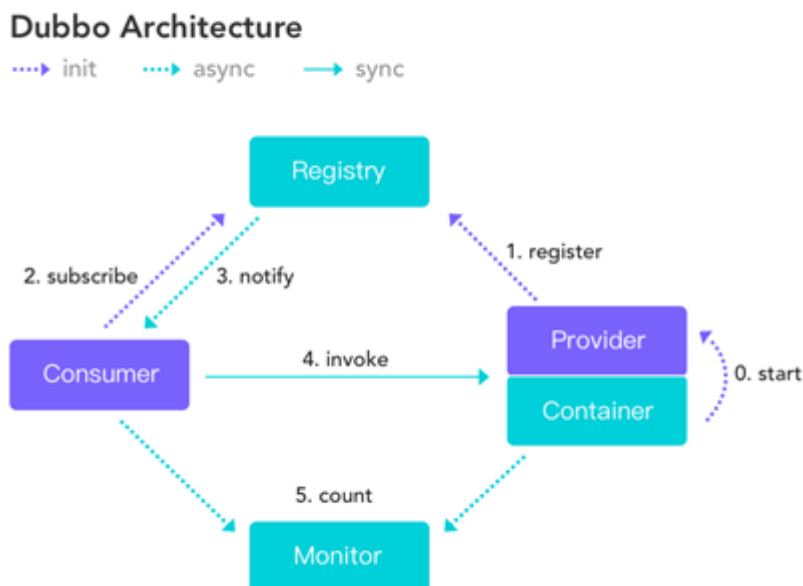 Dubbo Architecture
init async sync
Registry
1. register
2. subscribe 3. notify
Provider
4. invoke
Consumer
0. start
Container
5. count
Monitor